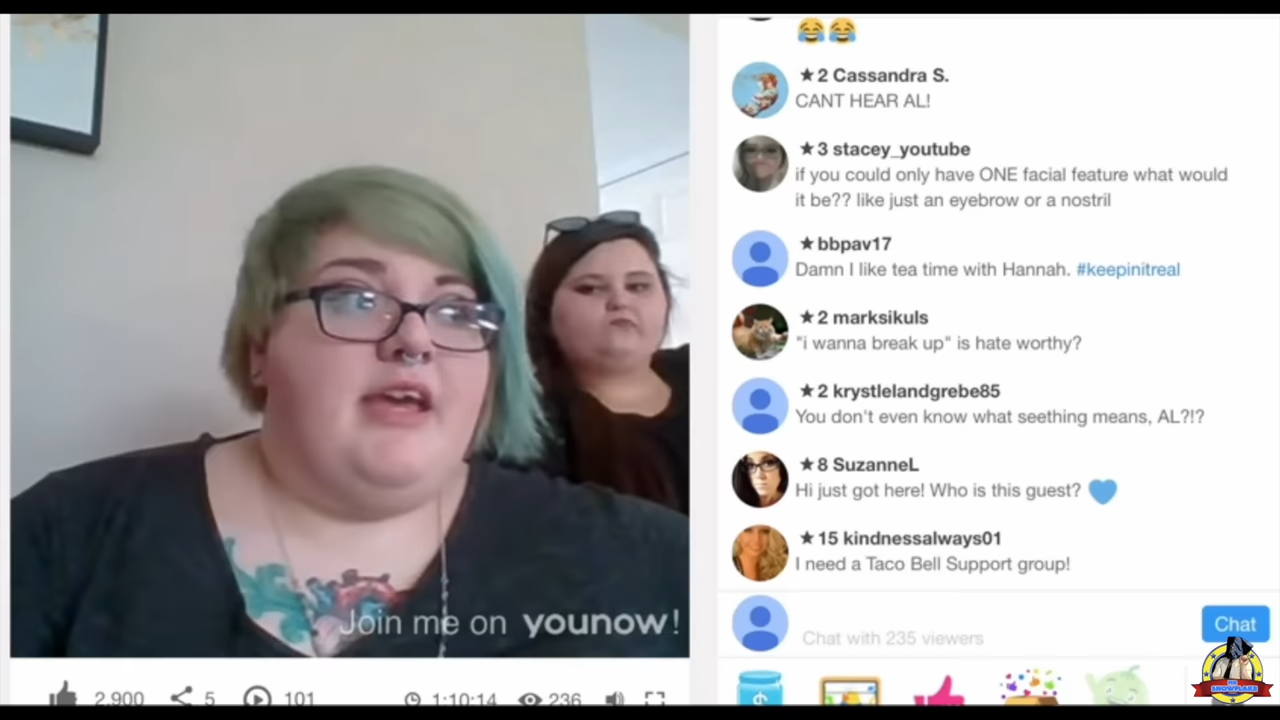 ★2 Cassandra S.
CANT HEAR AL!
★3 stacey_youtube
if you could only have ONE facial feature what would
it be?? like just an eyebrow or a nostril
★bbpav17
Damn I like tea time with Hannah. #keepinitreal
★2 marksikuls
"i wanna break up" is hate worthy?
★2 krystlelandgrebe85
You don't even know what seething means, AL?!?
★8 SuzanneL
Hi just got here! Who is this guest?
★15 kindnessalways01
I need a Taco Bell Support group!
Join me on younow!
Chat with 235 viewers
Chat
2,900 5 101 1:10:14 236